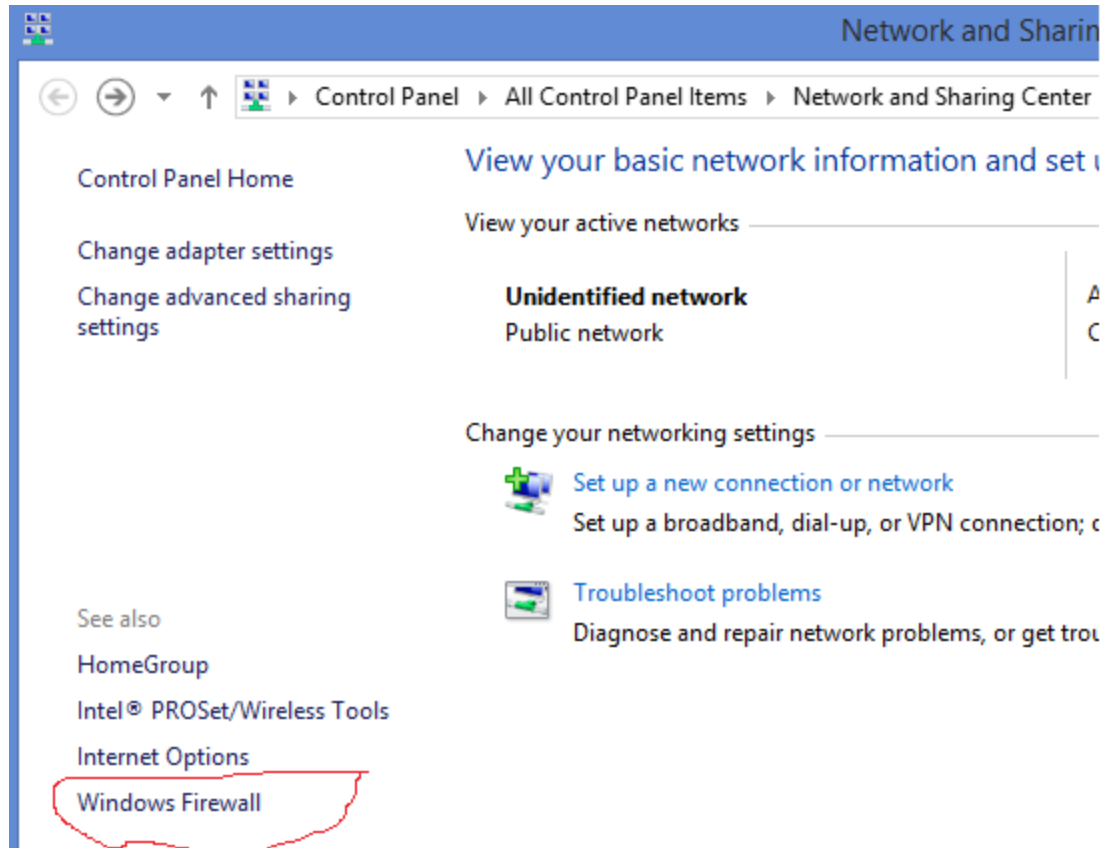 Network and Sharin
Control Panel All Control Panel Items Network and Sharing Center
Control Panel Home
Change adapter settings
Change advanced sharing
settings
See also
HomeGroup
Intel® PROSet/Wireless Tools
Internet Options
Windows Firewall
View your basic network information and set
View your active networks
Unidentified network
Public network
A
C
Change your networking settings
Set up a new connection or network
Set up a broadband, dial-up, or VPN connection;
Troubleshoot problems
Diagnose and repair network problems, or get trou